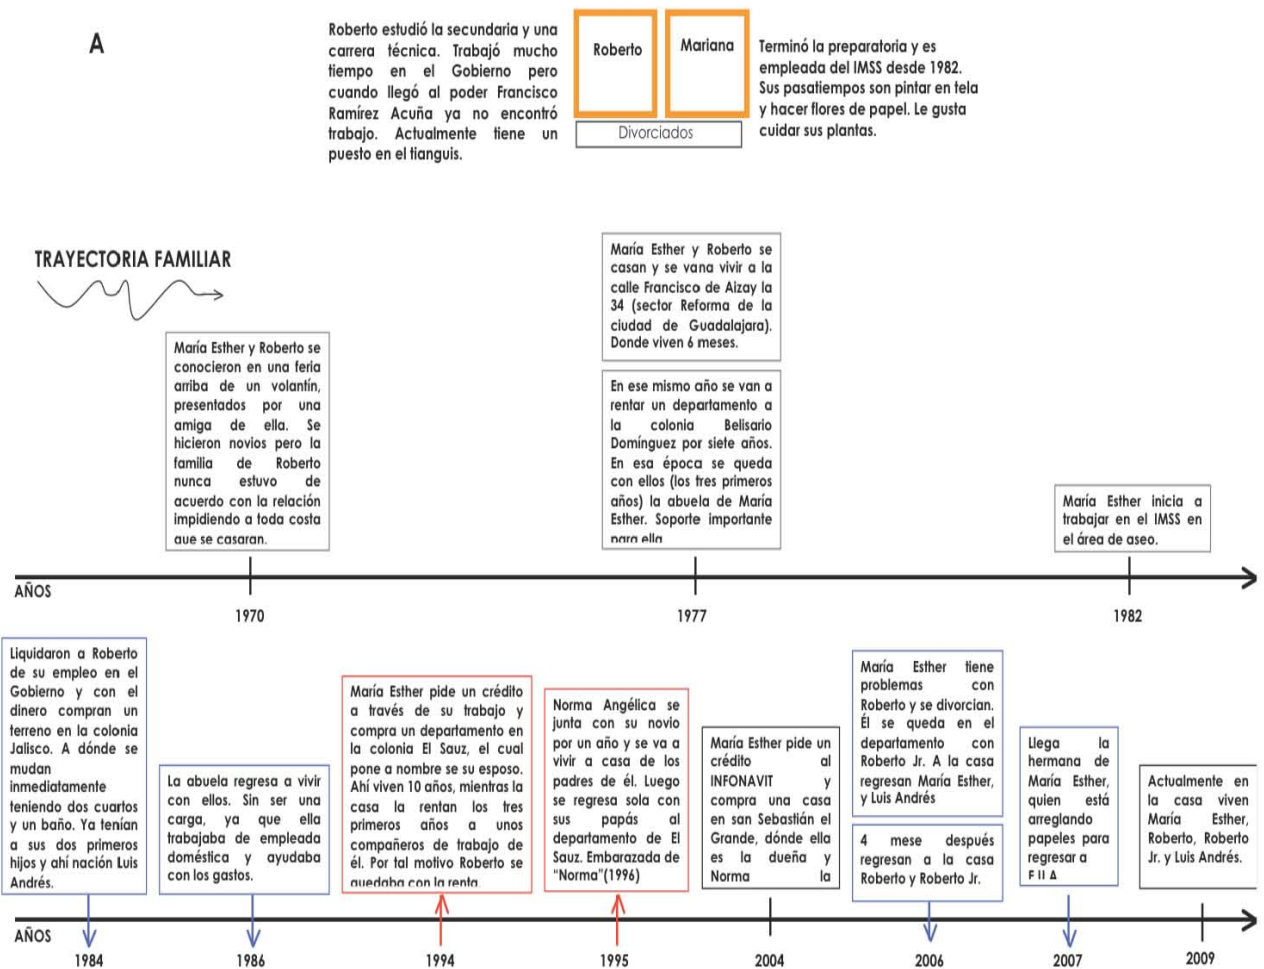 A
Roberto estudió la secundaria y una
carrera técnica. Trabajó mucho
tiempo en el Gobierno pero
cuando llegó al poder Francisco
Ramírez Acuña ya no encontró
trabajo. Actualmente tiene un
puesto en el tianguis.
Roberto
Mariana
Divorciados
Terminó la preparatoria y es
empleada del IMSS desde 1982.
Sus pasatiempos son pintar en tela
y hacer flores de papel. Le gusta
cuidar sus plantas.
TRAYECTORIA FAMILIAR
María Esther y Roberto se
conocieron en una feria
arriba de un volantín,
presentados por una
amiga de ella. Se
hicieron novios pero la
familia de Roberto
nunca estuvo de
acuerdo con la relación
impidiendo a toda costa
que se casaran.
María Esther y Roberto se
casan y se vana vivir a la
calle Francisco de Aizay la
34 (sector Reforma de la
ciudad de Guadalajara).
Donde viven 6 meses.
En ese mismo año se van a
rentar un departamento a
la colonia Belisario
Domínguez por siete años.
En esa época se queda
con ellos (los tres primeros
años) la abuela de María
Esther. Soporte importante
para ella
María Esther inicia a
trabajar en el IMSS en
el área de aseo.
AÑOS
1970
1977
1982
Liquidaron a Roberto
de su empleo en el
Gobierno y con el
dinero compran un
terreno en la colonia
Jalisco. A dónde se
mudan
inmediatamente
teniendo dos cuartos
y un baño. Ya tenían
a sus dos primeros
hijos y ahí nación Luis
Andrés.
La abuela regresa a vivir
con ellos. Sin ser una
carga, ya que ella
trabajaba de empleada
doméstica y ayudaba
con los gastos.
María Esther pide un crédito
a través de su trabajo y
compra un departamento en
la colonia El Sauz, el cual
pone a nombre se su esposo.
Ahí viven 10 años, mientras la
casa la rentan los tres
primeros años a unos
compañeros de trabajo de
él. Por tal motivo Roberto se
quedaba con la renta.
Norma Angélica se
junta con su novio
por un año y se va a
vivir a casa de los
padres de él. Luego
se regresa sola con
sus papás al
departamento de El
Sauz. Embarazada de
"Norma"(1996)
María Esther pide un
crédito al
INFONAVIT y
compra una casa
en san Sebastián el
Grande, dónde ella
es la dueña y
Norma la
María Esther tiene
problemas con
Roberto y se divorcian.
Él se queda en el
departamento con
Roberto Jr. A la casa
regresan María Esther,
y Luis Andrés
4 mese después
regresan a la casa
Roberto y Roberto Jr.
Llega la
hermana de
María Esther,
quien está
arreglando
papeles para
regresar a
E.U.A.
Actualmente en
la casa viven
María Esther,
Roberto, Roberto
Jr. y Luis Andrés.
AÑOS
1984
1986
1994
1995
2004
2006
2007
2009